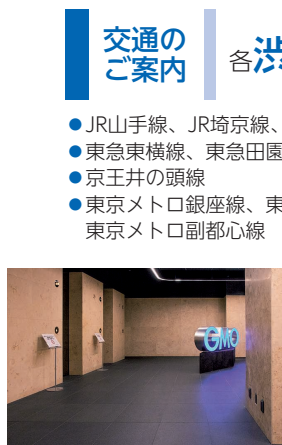 交通の
ご案内
各渋
●JR山手線、JR埼京線、
●東急東横線、東急田園
●京王井の頭線
●東京メトロ銀座線、東
東京メトロ副都心線
GMO